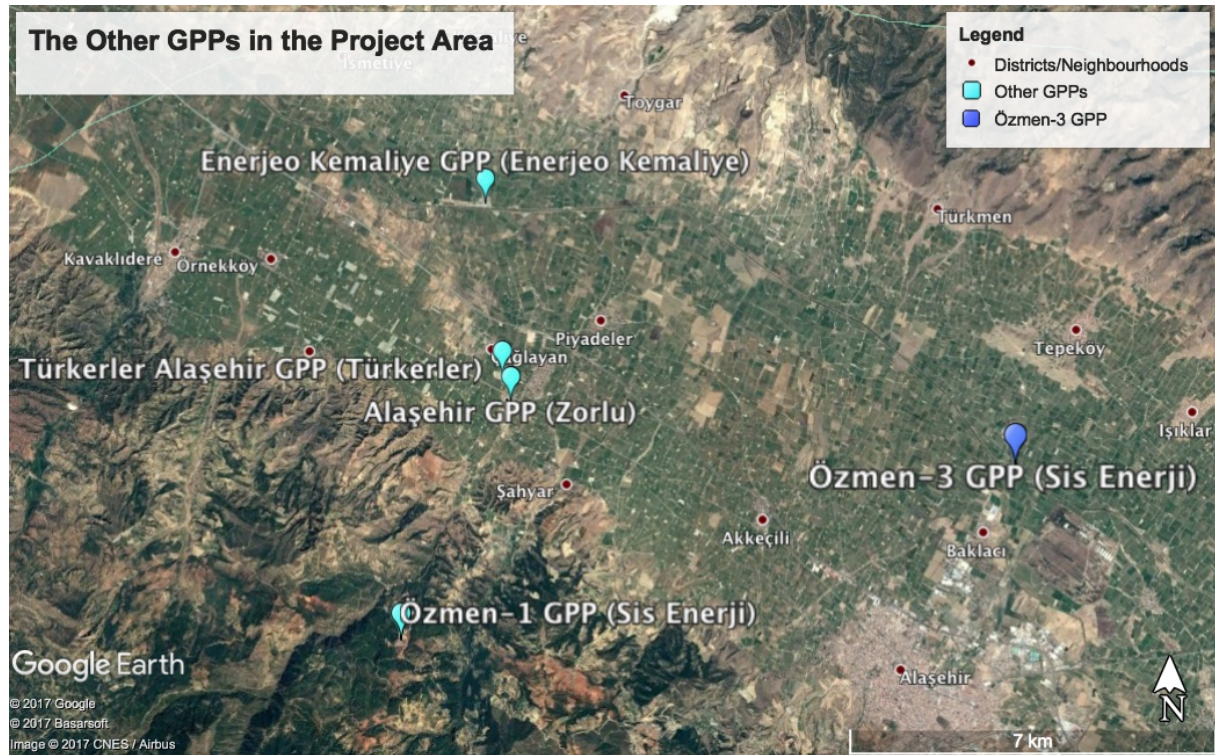 The Other GPPs in the Project Area
İsmetiye
Legend
Districts/Neighbourhoods
Other GPPs
Özmen-3 GPP
Toygar
Enerjeo Kemaliye GPP (Enerjeo Kemaliye)
Türkmen
Kavaklıdere
Örnekköy
Piyadeler
Tepeköy
Çağlayan
Türkerler Alaşehir GPP (Türkerler)
Alaşehir GPP (Zorlu)
Işıklar
Özmen-3 GPP (Sis Enerji)
Şahyar
Akkeçili
Baklacı
Özmen-1 GPP (Sis Enerji)
Google Earth
Alaşehir
© 2017 Google
© 2017 Basarsoft
Image © 2017 CNES / Airbus
N
7 km